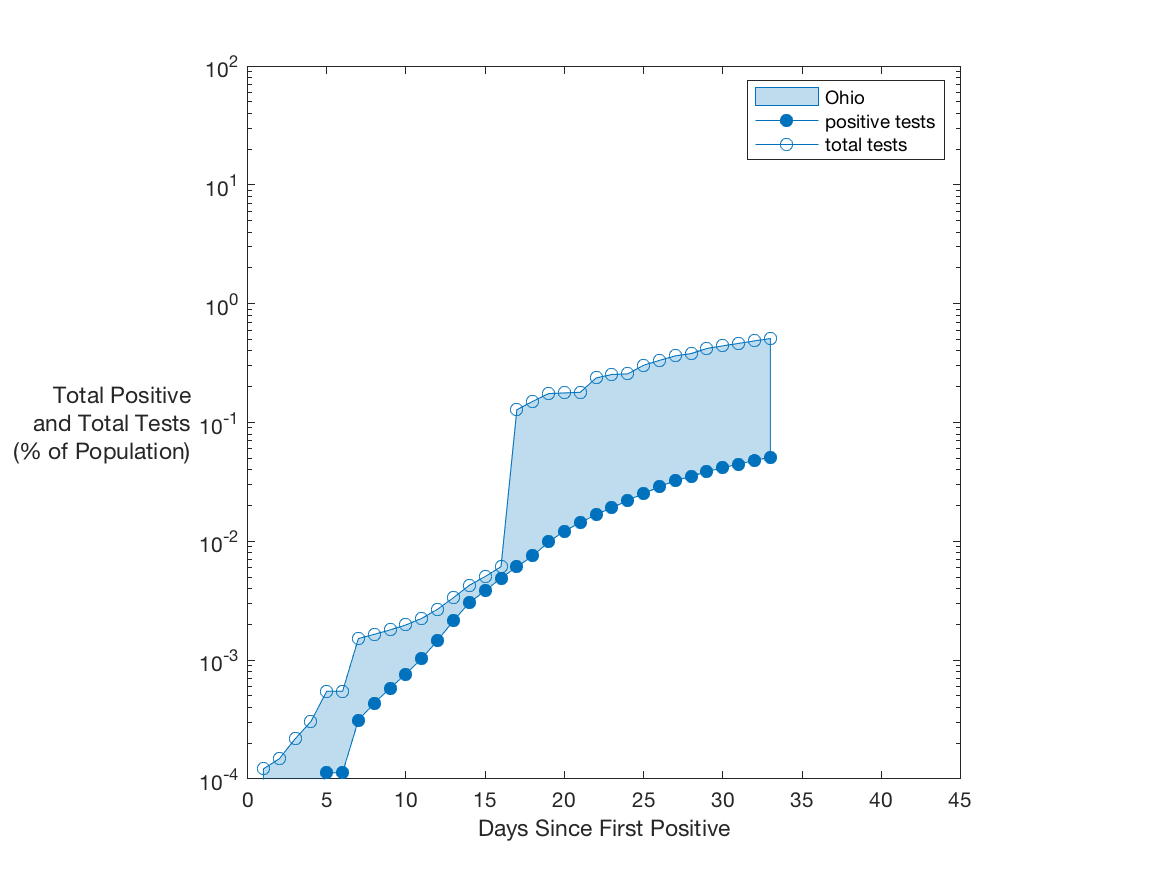 10^2
10^1
10^0
10^-1
10^-2
10^-3
10^-4
Total Positive
and Total Tests
(% of Population)
Ohio
positive tests
total tests
0 5 10 15 20 25 30 35 40 45
Days Since First Positive